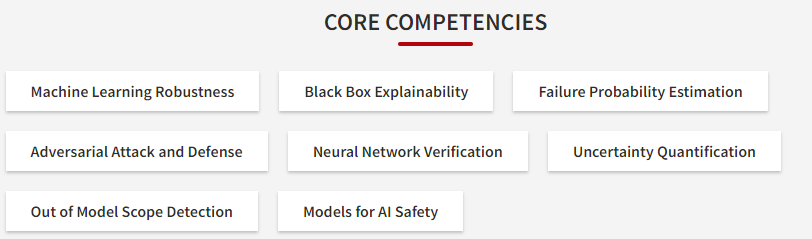 CORE COMPETENCIES
Machine Learning Robustness
Black Box Explainability
Failure Probability Estimation
Adversarial Attack and Defense
Neural Network Verification
Uncertainty Quantification
Out of Model Scope Detection
Models for AI Safety